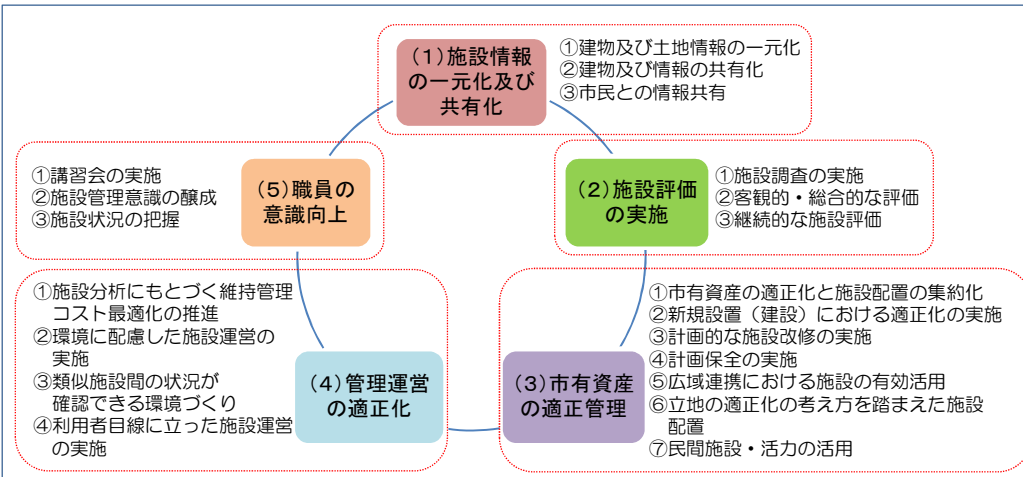 (1)施設情報
の一元化及び
共有化
①建物及び土地情報の一元化
②建物及び情報の共有化
③市民との情報共有
(2)施設評価
の実施
①施設調査の実施
②客観的・総合的な評価
③継続的な施設評価
(3)市有資産
の適正管理
①市有資産の適正化と施設配置の集約化
②新規設置（建設）における適正化の実施
③計画的な施設改修の実施
④計画保全の実施
⑤広域連携における施設の有効活用
⑥立地の適正化の考え方を踏まえた施設
配置
⑦民間施設・活力の活用
(4)管理運営
の適正化
①施設分析にもとづく維持管理
コスト最適化の推進
②環境に配慮した施設運営の
実施
③類似施設間の状況が
確認できる環境づくり
④利用者目線に立った施設運営
の実施
(5)職員の
意識向上
①講習会の実施
②施設管理意識の醸成
③施設状況の把握